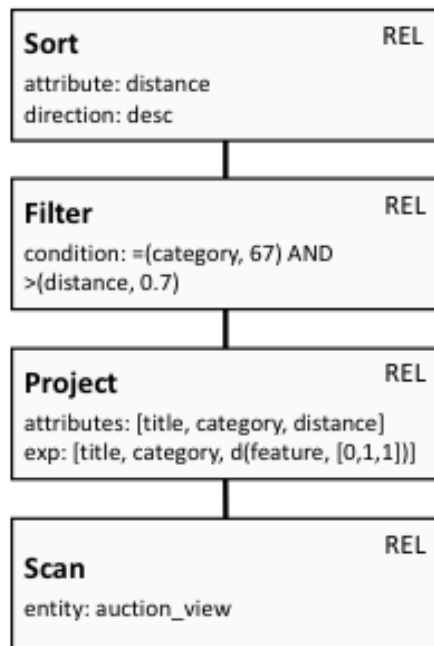 Sort REL
attribute: distance
direction: desc
Filter REL
condition: =(category, 67) AND
>(distance, 0.7)
Project REL
attributes: [title, category, distance]
exp: [title, category, d(feature, [0,1,1])]
Scan REL
entity: auction_view